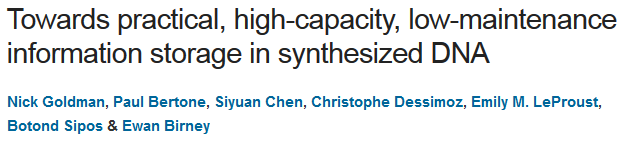 Towards practical, high-capacity, low-maintenance
information storage in synthesized DNA
Nick Goldman, Paul Bertone, Siyuan Chen, Christophe Dessimoz, Emily M. LeProust,
Botond Sipos & Ewan Birney